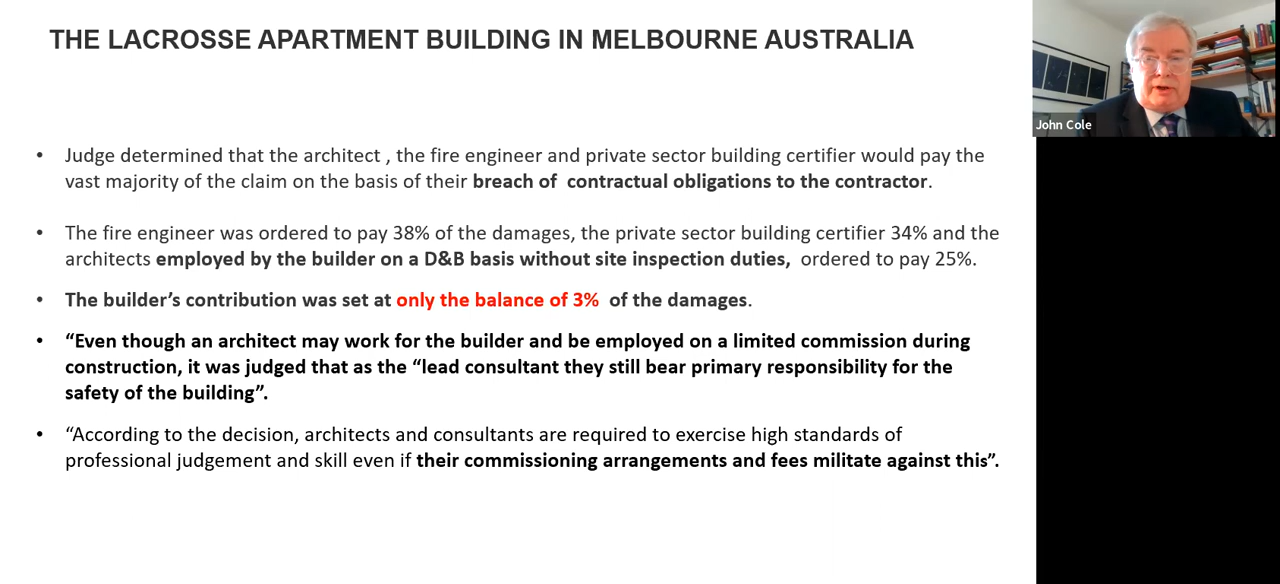 THE LACROSSE APARTMENT BUILDING IN MELBOURNE AUSTRALIA
John Cole
• Judge determined that the architect , the fire engineer and private sector building certifier would pay the
vast majority of the claim on the basis of their breach of contractual obligations to the contractor.
• The fire engineer was ordered to pay 38% of the damages, the private sector building certifier 34% and the
architects employed by the builder on a D&B basis without site inspection duties, ordered to pay 25%.
• The builder’s contribution was set at only the balance of 3% of the damages.
• “Even though an architect may work for the builder and be employed on a limited commission during
construction, it was judged that as the “lead consultant they still bear primary responsibility for the
safety of the building”.
• “According to the decision, architects and consultants are required to exercise high standards of
professional judgement and skill even if their commissioning arrangements and fees militate against this”.